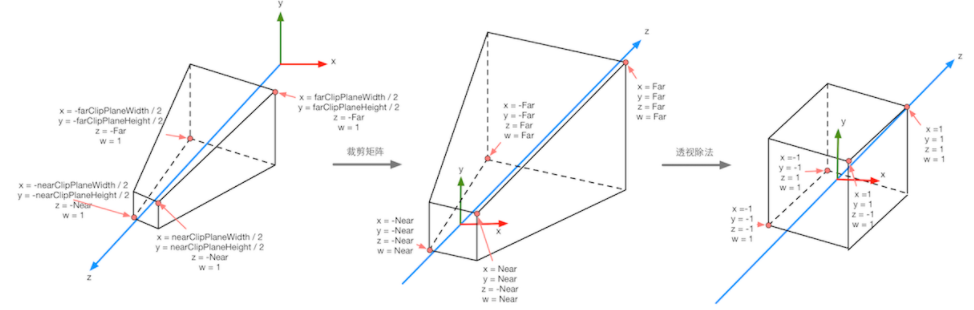 y
x
x = -farClipPlaneWidth / 2
y = -farClipPlaneHeight / 2
z = -Far
w = 1
x = farClipPlaneWidth / 2
y = farClipPlaneHeight / 2
z = -Far
w = 1
x = -nearClipPlaneWidth / 2
y = -nearClipPlaneHeight / 2
z = -Near
w = 1
x = nearClipPlaneWidth / 2
y = nearClipPlaneHeight / 2
z = -Near
w = 1
z
裁剪矩阵
z
x = Far
y = Far
z = Far
w = Far
x = -Far
y = -Far
z = Far
w = Far
y
x
x = -Near
y = -Near
z = -Near
w = Near
x = Near
y = Near
z = -Near
w = Near
透视除法
z
y
x
x =1
y = 1
z = 1
w = 1
x =-1
y = -1
z = 1
w = 1
x =1
y = 1
z = -1
w = 1
x =-1
y = -1
z = -1
w = 1